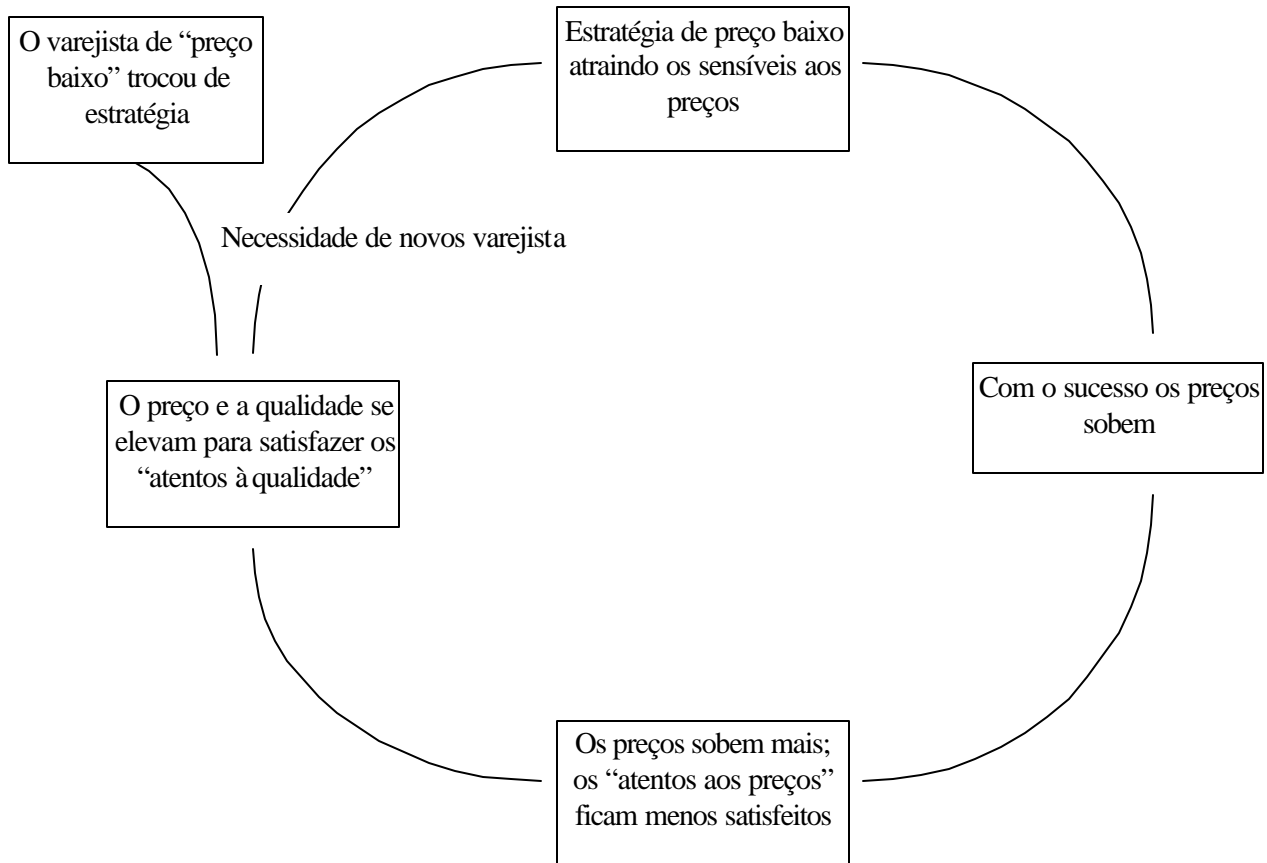 O varejista de “preço
baixo” trocou de
estratégia
Estratégia de preço baixo
atraindo os sensíveis aos
preços
Necessidade de novos varejista
O preço e a qualidade se
elevam para satisfazer os
“atentos à qualidade”
Com o sucesso os preços
sobem
Os preços sobem mais;
os “atentos aos preços”
ficam menos satisfeitos